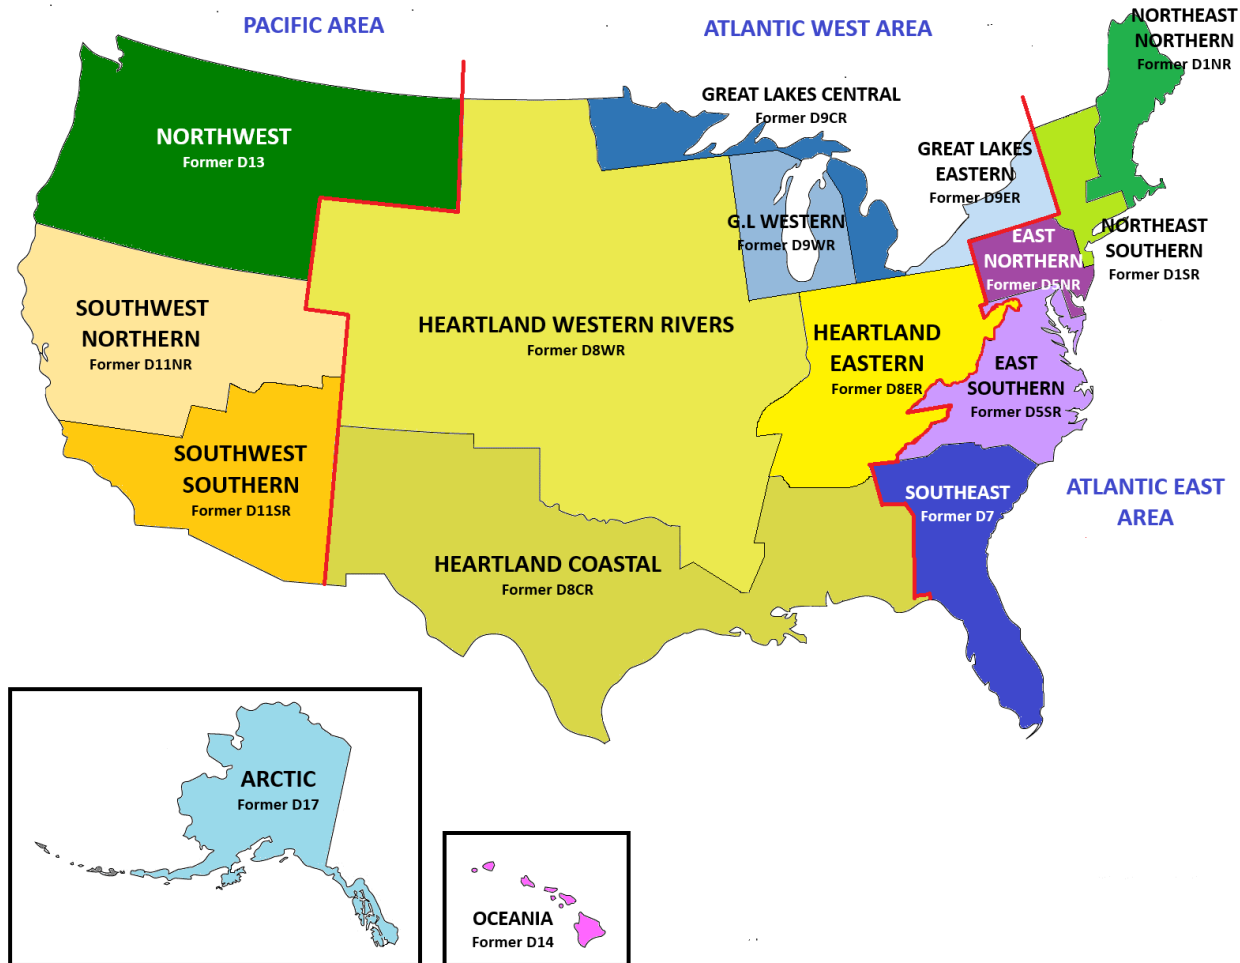 PACIFIC AREA
ATLANTIC WEST AREA
NORTHEAST
NORTHERN
Former D1NR
GREAT LAKES CENTRAL
Former D9CR
NORTHWEST
Former D13
GREAT LAKES
EASTERN
Former D9ER
G.L WESTERN
Former D9WR
NORTHEAST
SOUTHERN
Former D1SR
EAST
NORTHERN
Former D5NR
SOUTHWEST
NORTHERN
Former D11NR
HEARTLAND WESTERN RIVERS
Former D8WR
HEARTLAND
EASTERN
Former D8ER
EAST
SOUTHERN
Former D5SR
SOUTHWEST
SOUTHERN
Former D11SR
SOUTHEAST
Former D7
ATLANTIC EAST
AREA
HEARTLAND COASTAL
Former D8CR
ARCTIC
Former D17
OCEANIA
Former D14